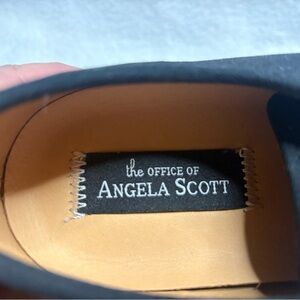 the OFFICE OF
ANGELA SCOTT